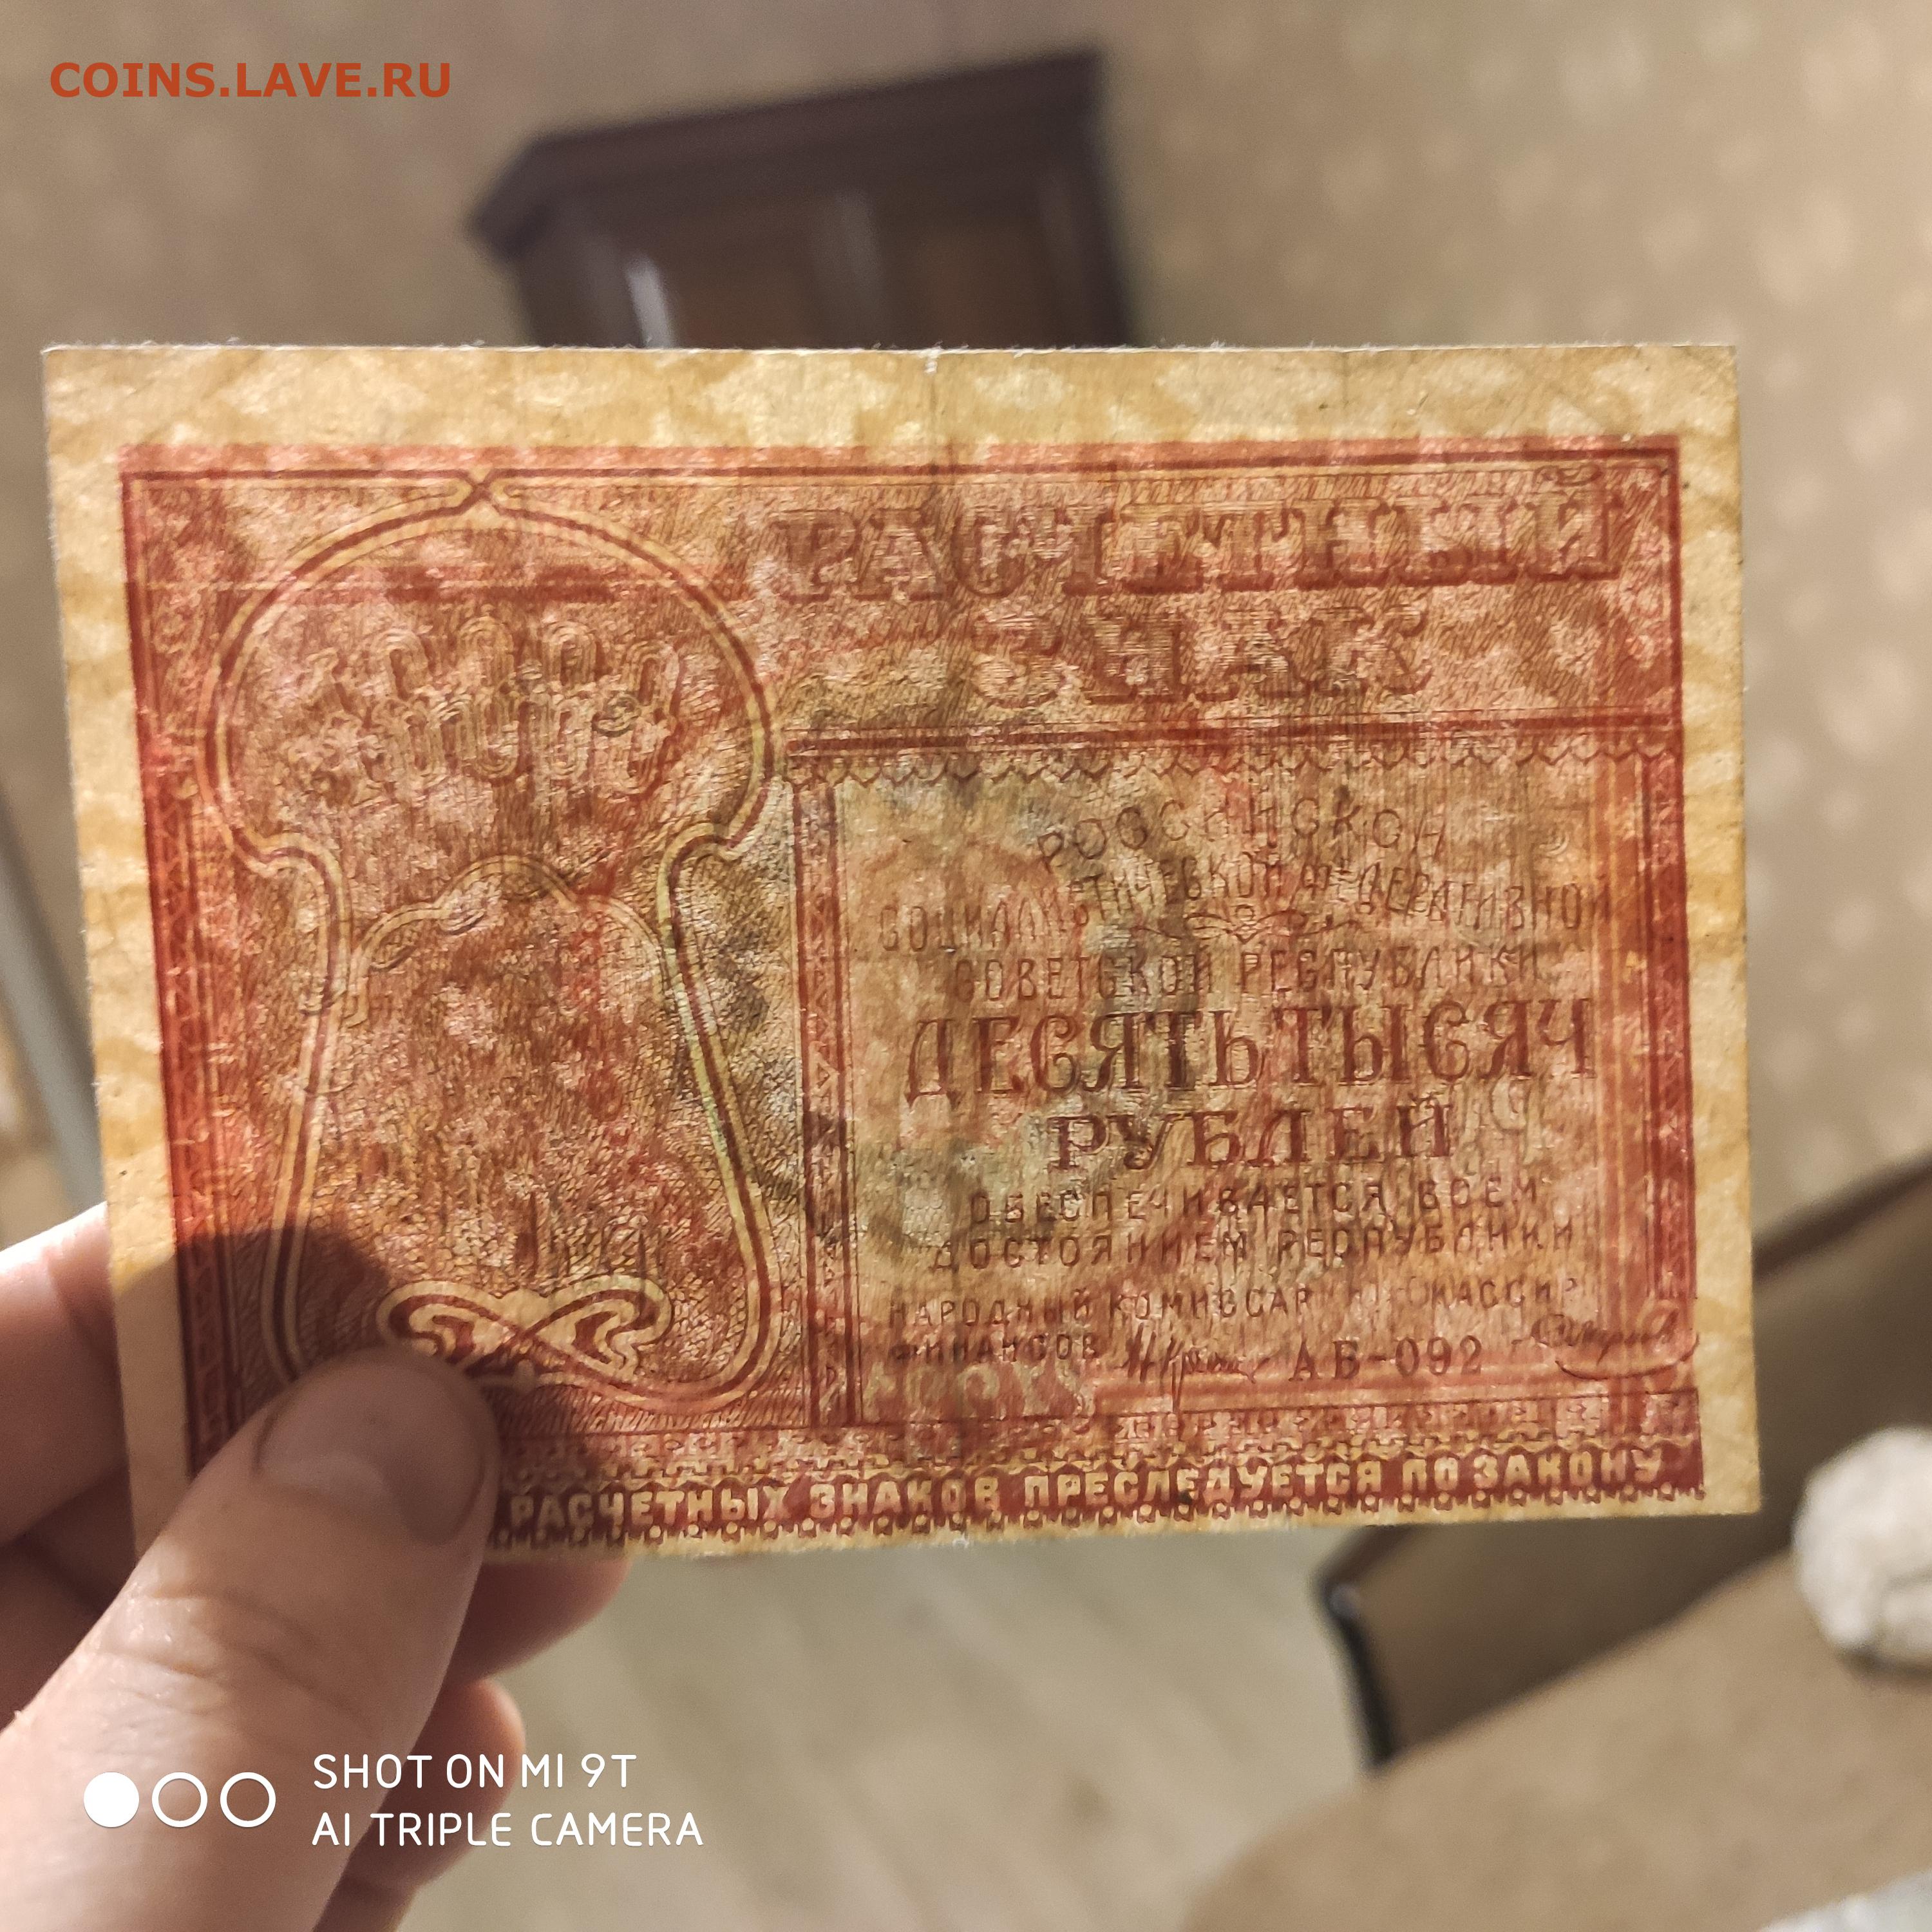 COINS.LAVE.RU
РАСЧЕТНЫЙ
ЗНАК
РОССИЙСКОЙ
СОЦИАЛИСТИЧЕСКОЙ ФЕДЕРАТИВНОЙ
СОВЕТСКОЙ РЕСПУБЛИКИ
ДЕСЯТЬ ТЫСЯЧ
РУБЛЕЙ
ОБЕСПЕЧИВАЕТСЯ ВСЕМ
ДОСТОЯНИЕМ РЕСПУБЛИКИ
НАРОДНЫЙ КОМИССАР КАССИР
ФИНАНСОВ АБ-092
РАСЧЕТНЫХ ЗНАКОВ ПРЕСЛЕДУЕТСЯ ПО ЗАКОНУ
SHOT ON MI 9T
AI TRIPLE CAMERA